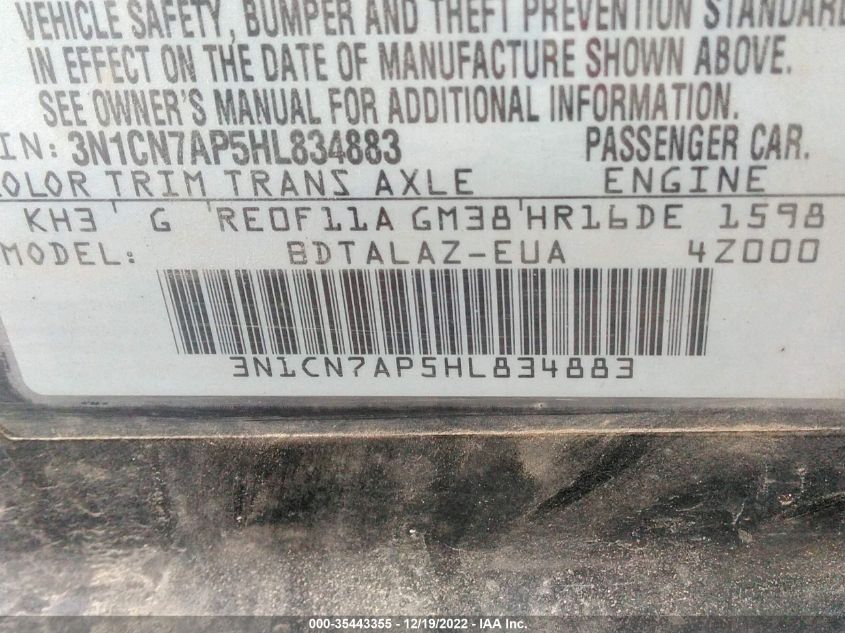 VEHICLE SAFETY, BUMPER AND THEFT PREVENTION STANDARD
IN EFFECT ON THE DATE OF MANUFACTURE SHOWN ABOVE.
SEE OWNER'S MANUAL FOR ADDITIONAL INFORMATION.
IN: 3N1CN7AP5HL834883 PASSENGER CAR.
OLOR TRIM TRANS AXLE ENGINE
KH3 G RE0F11A GM38 HR16DE 1598
MODEL: BDTALAZ-EUA 4Z000
3N1CN7AP5HL834883
000-35443355 - 12/19/2022 - IAA Inc.